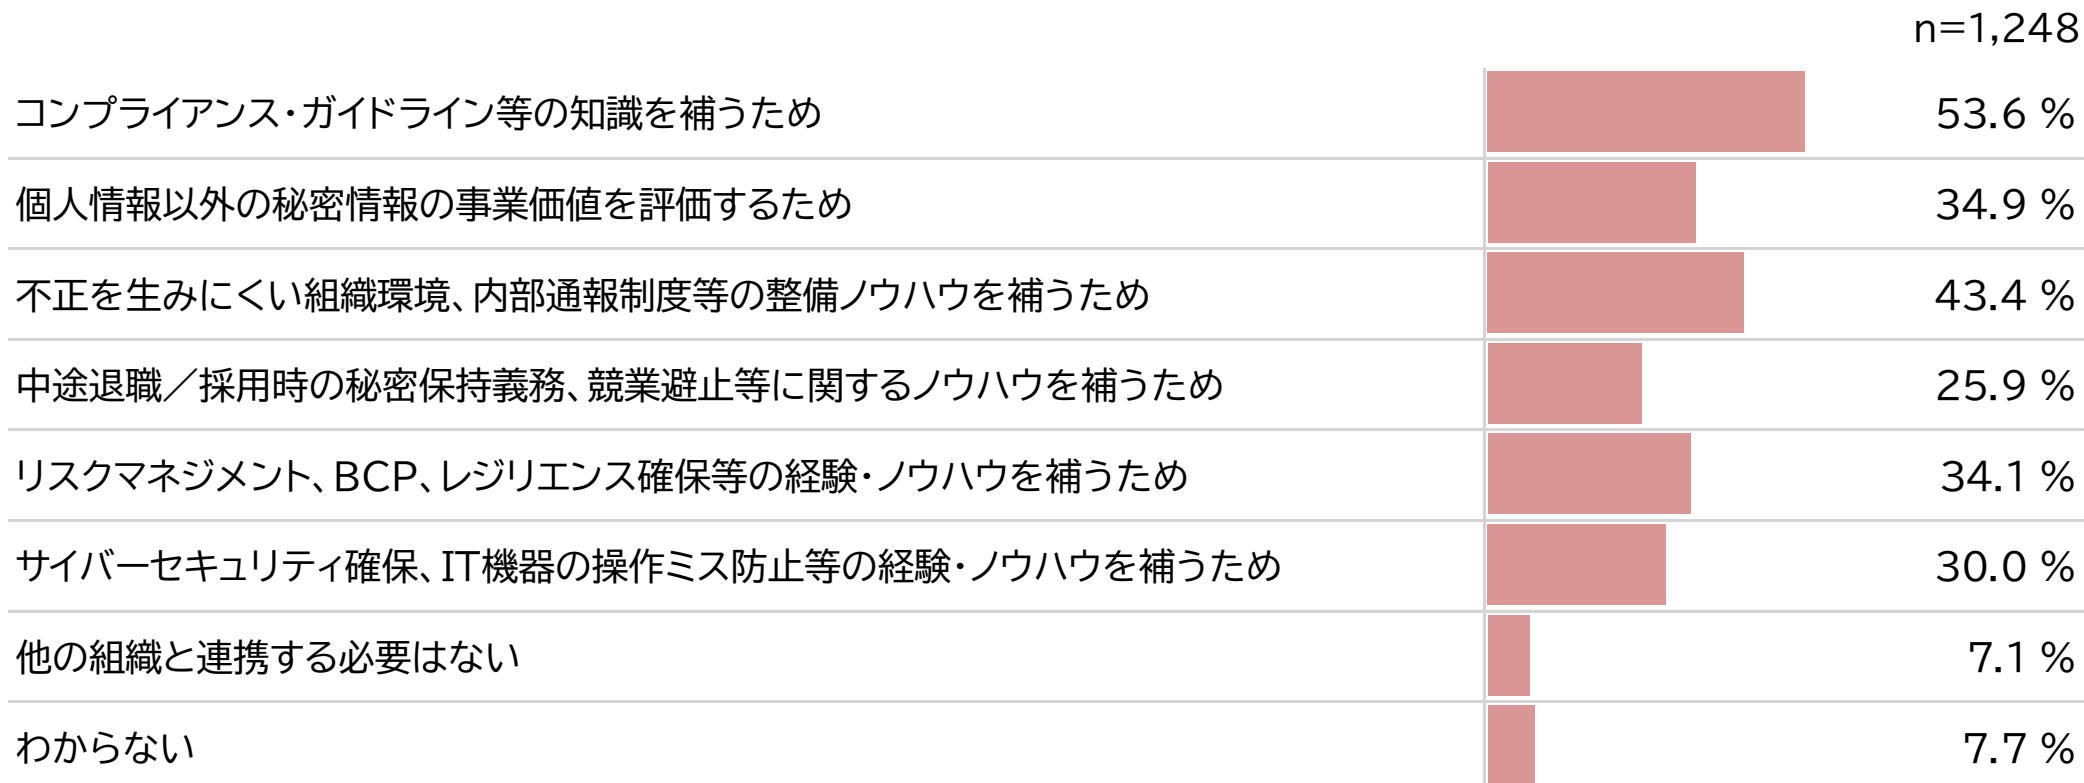 n=1,248
コンプライアンス・ガイドライン等の知識を補うため 53.6 %
個人情報以外の秘密情報の事業価値を評価するため 34.9 %
不正を生みにくい組織環境、内部通報制度等の整備ノウハウを補うため 43.4 %
中途退職／採用時の秘密保持義務、競業避止等に関するノウハウを補うため 25.9 %
リスクマネジメント、BCP、レジリエンス確保等の経験・ノウハウを補うため 34.1 %
サイバーセキュリティ確保、IT機器の操作ミス防止等の経験・ノウハウを補うため 30.0 %
他の組織と連携する必要はない 7.1 %
わからない 7.7 %